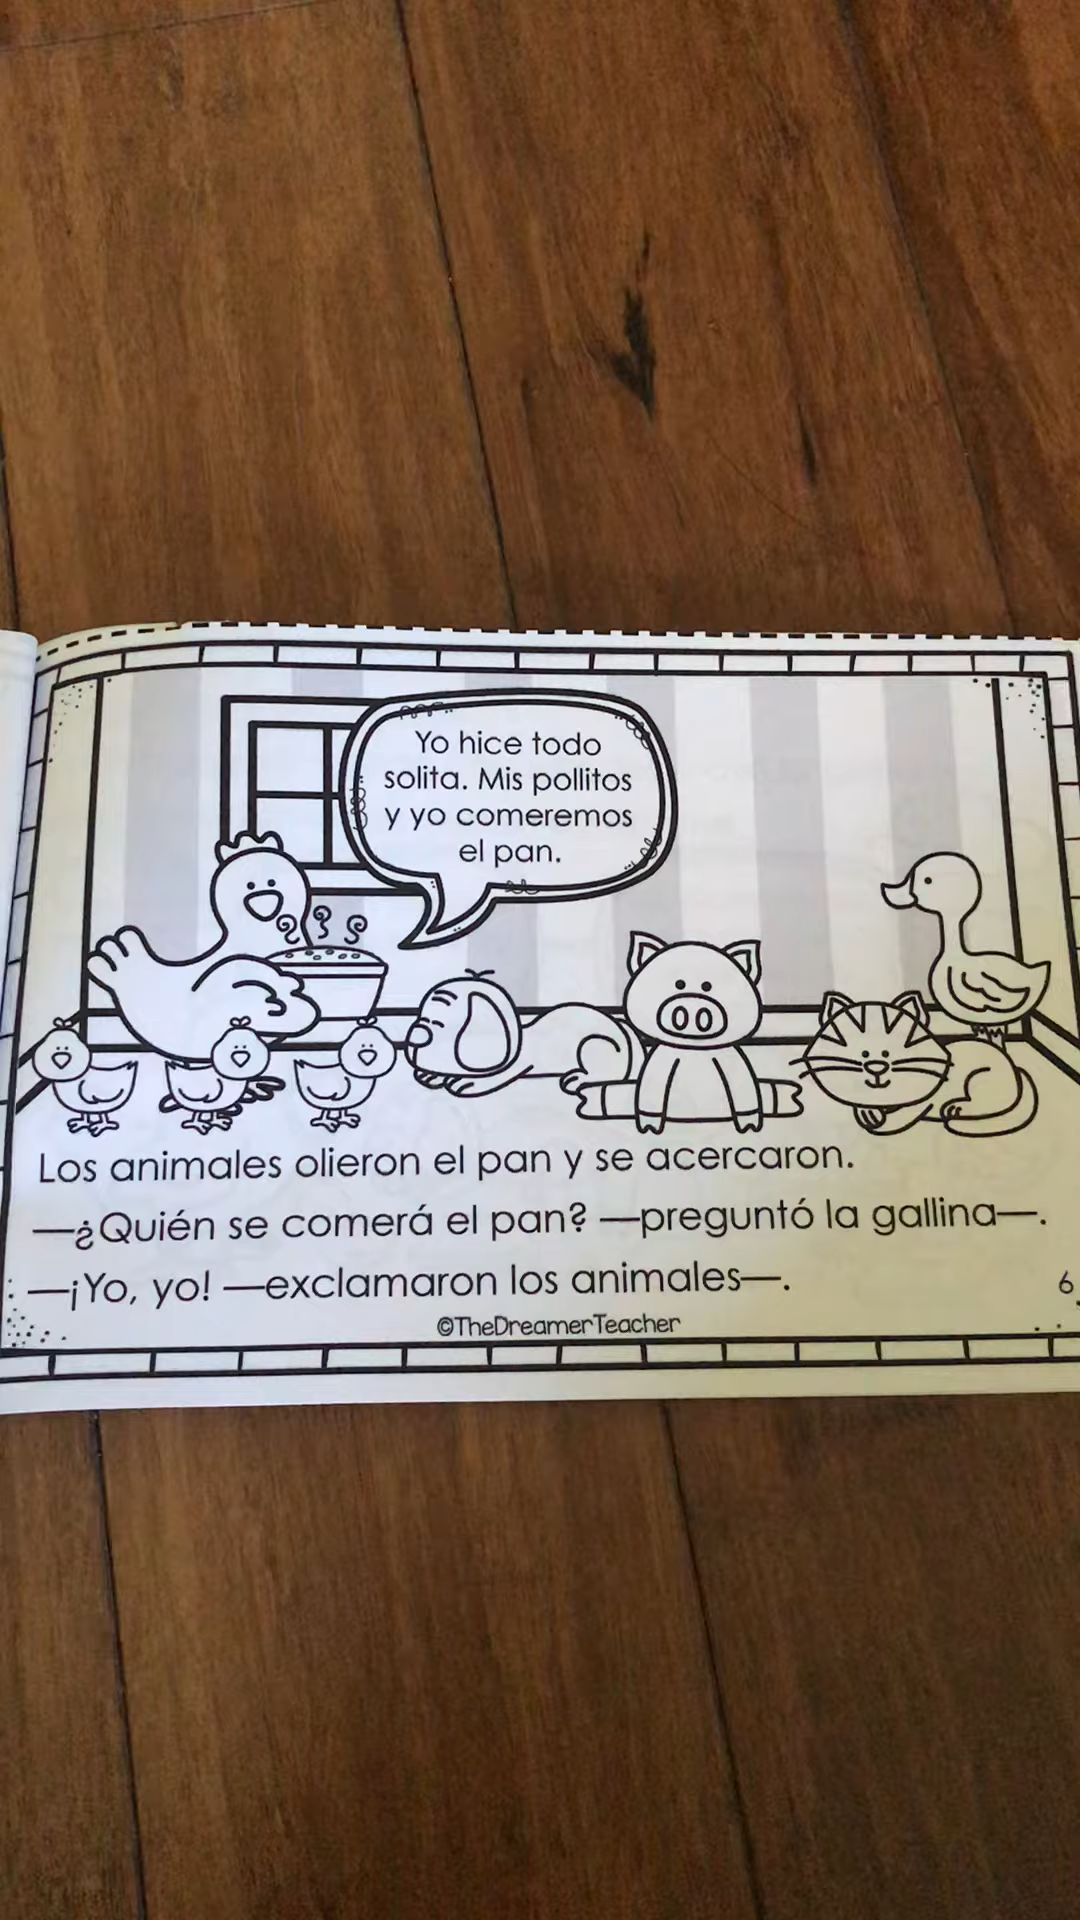 Yo hice todo
solita. Mis pollitos
y yo comeremos
el pan.
Los animales olieron el pan y se acercaron.
—¿Quién se comerá el pan? —preguntó la gallina—.
—¡Yo, yo! —exclamaron los animales—.
6
©TheDreamerTeacher